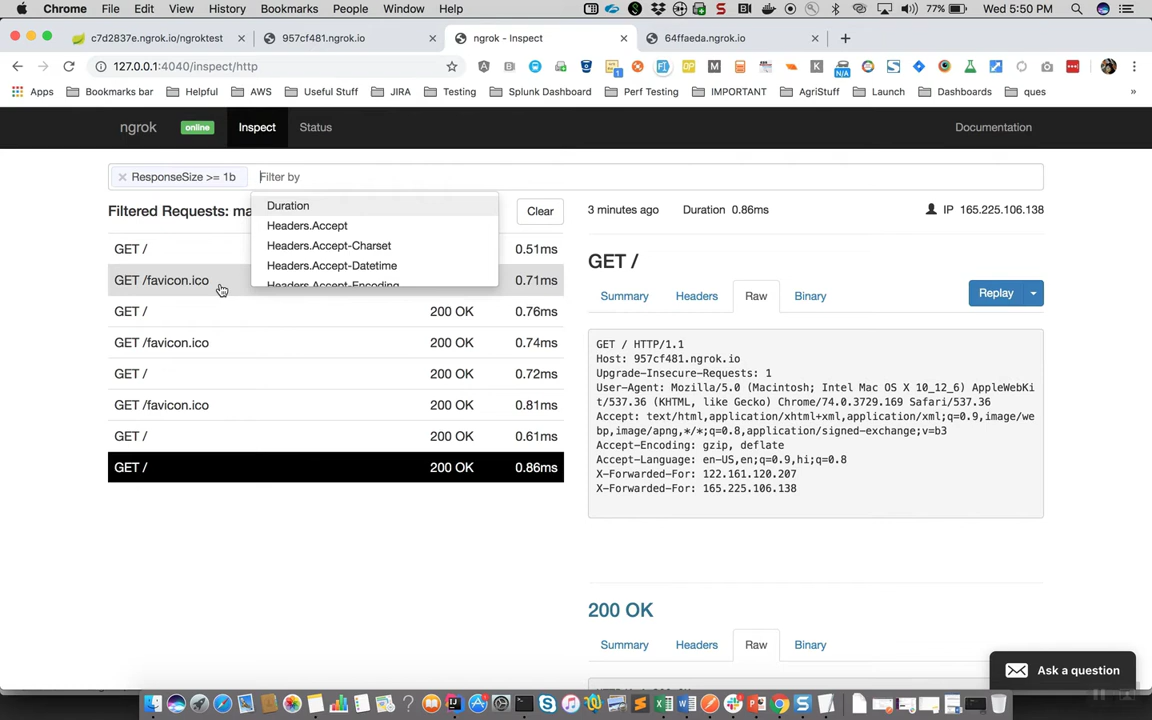 Chrome File Edit View History Bookmarks People Window Help 77% Wed 5:50 PM
c7d2837e.ngrok.io/ngroktest 957cf481.ngrok.io ngrok - Inspect 64ffaeda.ngrok.io
127.0.0.1:4040/inspect/http
Apps Bookmarks bar Helpful AWS Useful Stuff JIRA Testing Splunk Dashboard Perf Testing IMPORTANT AgriStuff Launch Dashboards ques »
ngrok online Inspect Status Documentation
ResponseSize >= 1b Filter by
Duration
Headers.Accept
Headers.Accept-Charset
Headers.Accept-Datetime
Headers.Accept-Encoding
Filtered Requests: ma Clear
GET / 0.51ms
GET /favicon.ico 0.71ms
GET / 200 OK 0.76ms
GET /favicon.ico 200 OK 0.74ms
GET / 200 OK 0.72ms
GET /favicon.ico 200 OK 0.81ms
GET / 200 OK 0.61ms
GET / 200 OK 0.86ms
3 minutes ago Duration 0.86ms IP 165.225.106.138
GET /
Summary Headers Raw Binary Replay
GET / HTTP/1.1
Host: 957cf481.ngrok.io
Upgrade-Insecure-Requests: 1
User-Agent: Mozilla/5.0 (Macintosh; Intel Mac OS X 10_12_6) AppleWebKi
t/537.36 (KHTML, like Gecko) Chrome/74.0.3729.169 Safari/537.36
Accept: text/html,application/xhtml+xml,application/xml;q=0.9,image/we
bp,image/apng,*/*;q=0.8,application/signed-exchange;v=b3
Accept-Encoding: gzip, deflate
Accept-Language: en-US,en;q=0.9,hi;q=0.8
X-Forwarded-For: 122.161.120.207
X-Forwarded-For: 165.225.106.138
200 OK
Summary Headers Raw Binary
Ask a question